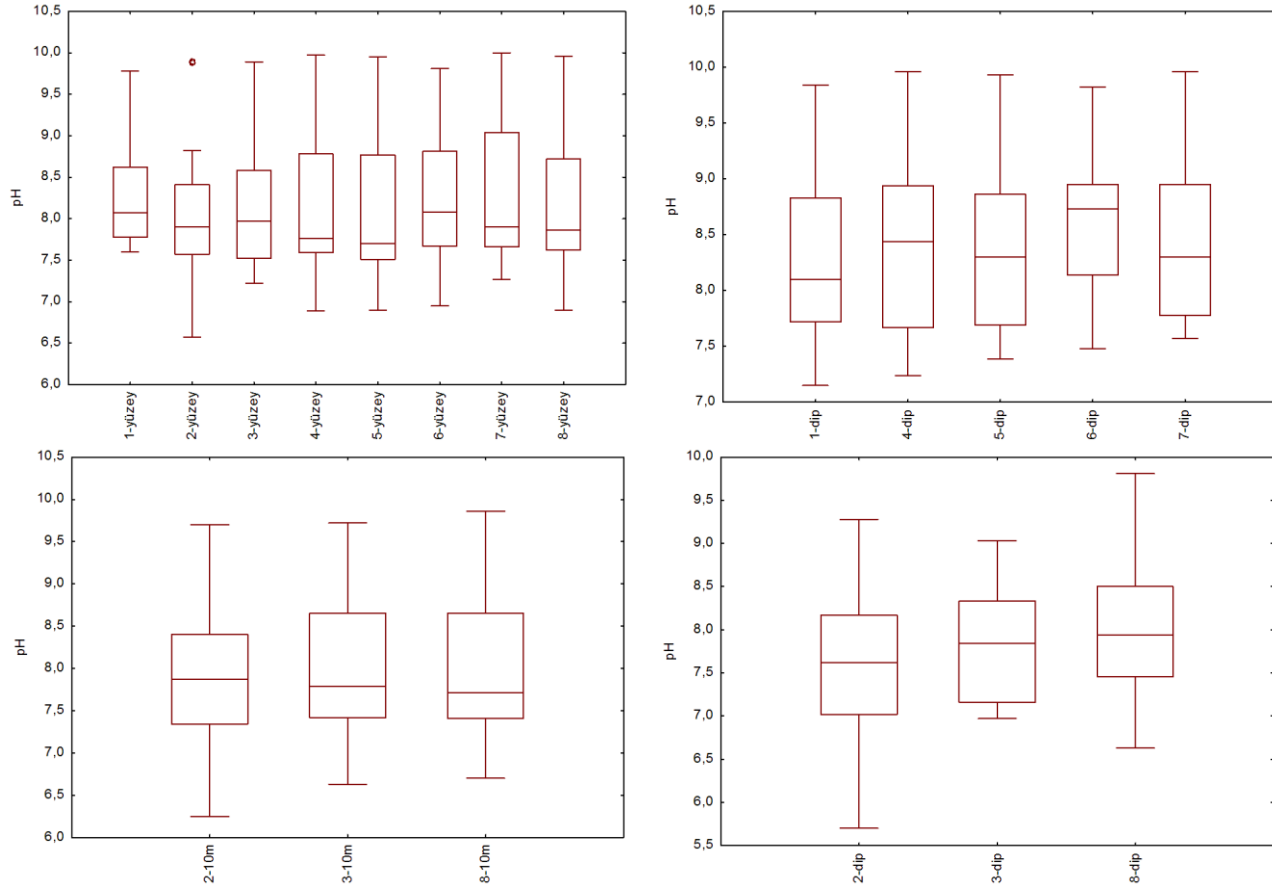 10,5
10,0
9,5
9,0
8,5
8,0
7,5
7,0
6,5
6,0
pH
1-yüzey
2-yüzey
3-yüzey
4-yüzey
5-yüzey
6-yüzey
7-yüzey
8-yüzey
10,5
10,0
9,5
9,0
8,5
8,0
7,5
7,0
pH
1-dip
4-dip
5-dip
6-dip
7-dip
10,5
10,0
9,5
9,0
8,5
8,0
7,5
7,0
6,5
6,0
pH
2-10m
3-10m
8-10m
10,0
9,5
9,0
8,5
8,0
7,5
7,0
6,5
6,0
5,5
pH
2-dip
3-dip
8-dip